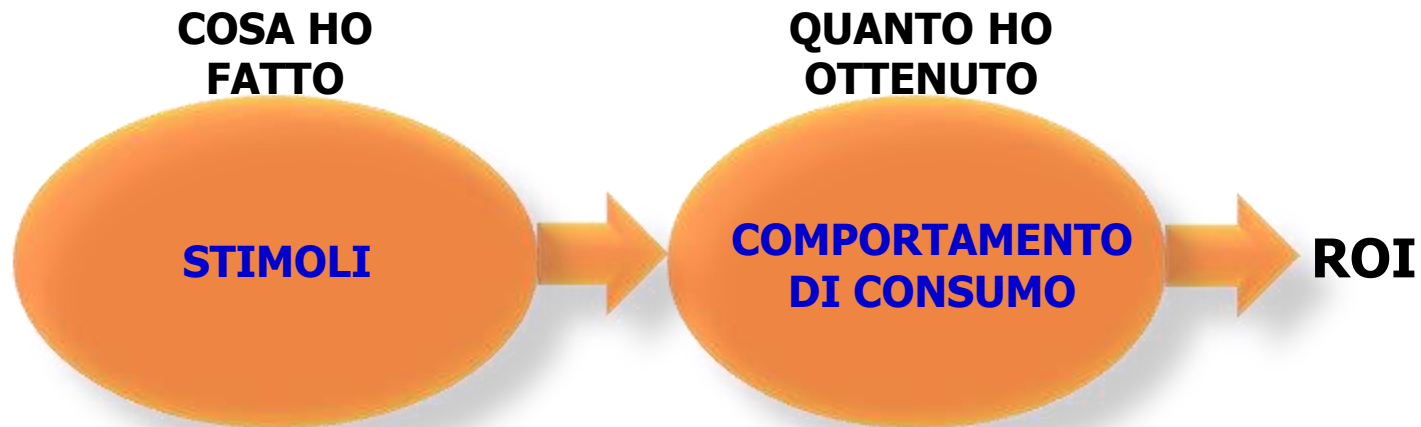 COSA HO
FATTO
QUANTO HO
OTTENUTO
STIMOLI
COMPORTAMENTO
DI CONSUMO
ROI